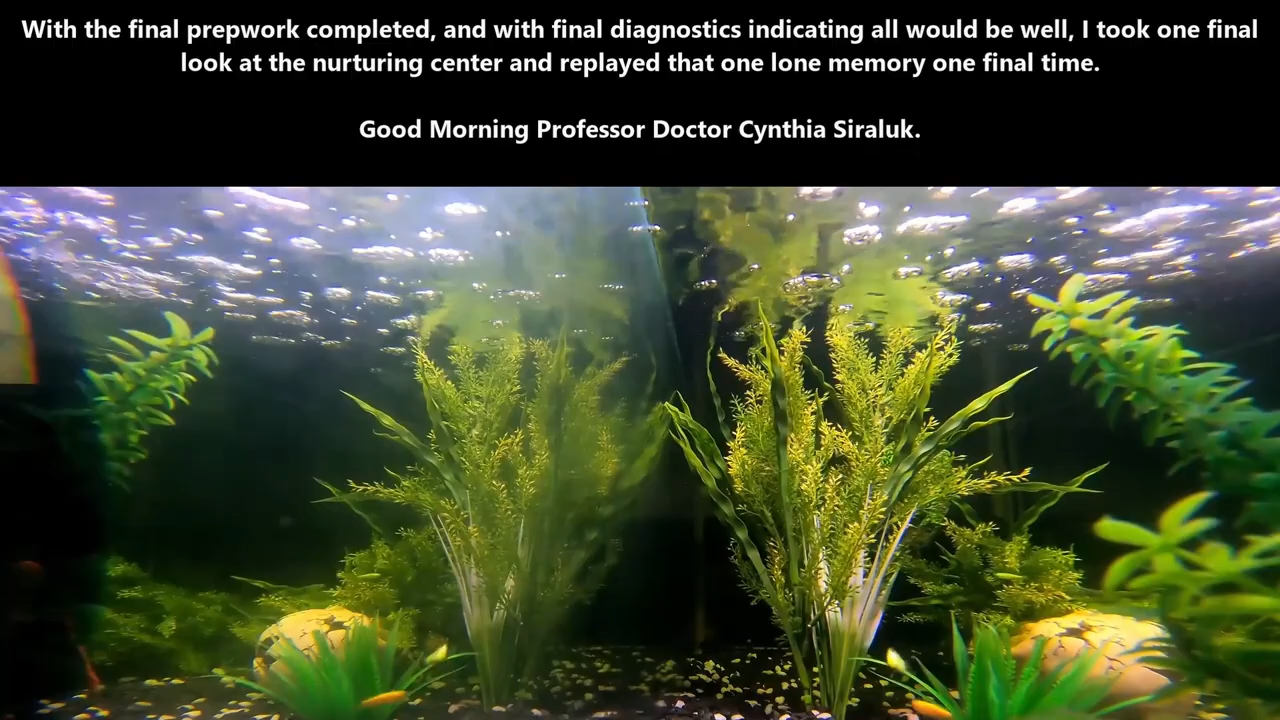 With the final prepwork completed, and with final diagnostics indicating all would be well, I took one final
look at the nurturing center and replayed that one lone memory one final time.
Good Morning Professor Doctor Cynthia Siraluk.